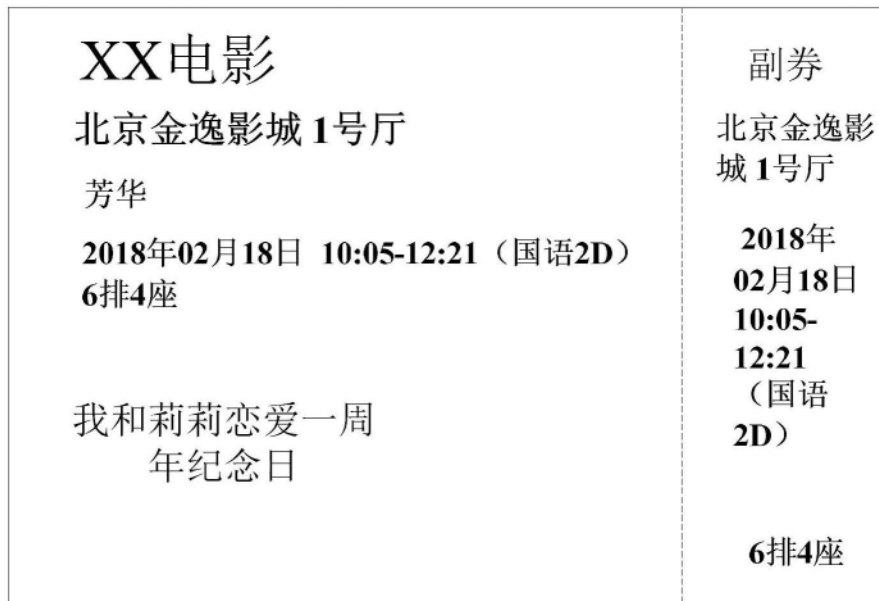 XX电影
北京金逸影城 1号厅
芳华
2018年02月18日 10:05-12:21（国语2D）
6排4座
我和莉莉恋爱一周
年纪念日
副券
北京金逸影
城 1号厅
2018年
02月18日
10:05-
12:21
（国语
2D）
6排4座